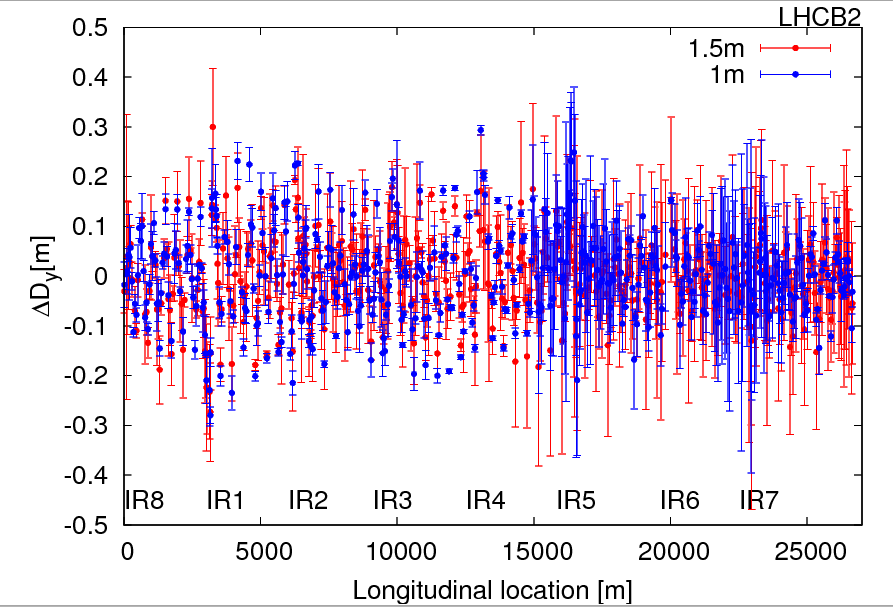 LHCB2
1.5m
1m
0.5
0.4
0.3
0.2
0.1
0
-0.1
-0.2
-0.3
-0.4
-0.5
ΔDy[m]
IR8 IR1 IR2 IR3 IR4 IR5 IR6 IR7
0 5000 10000 15000 20000 25000
Longitudinal location [m]